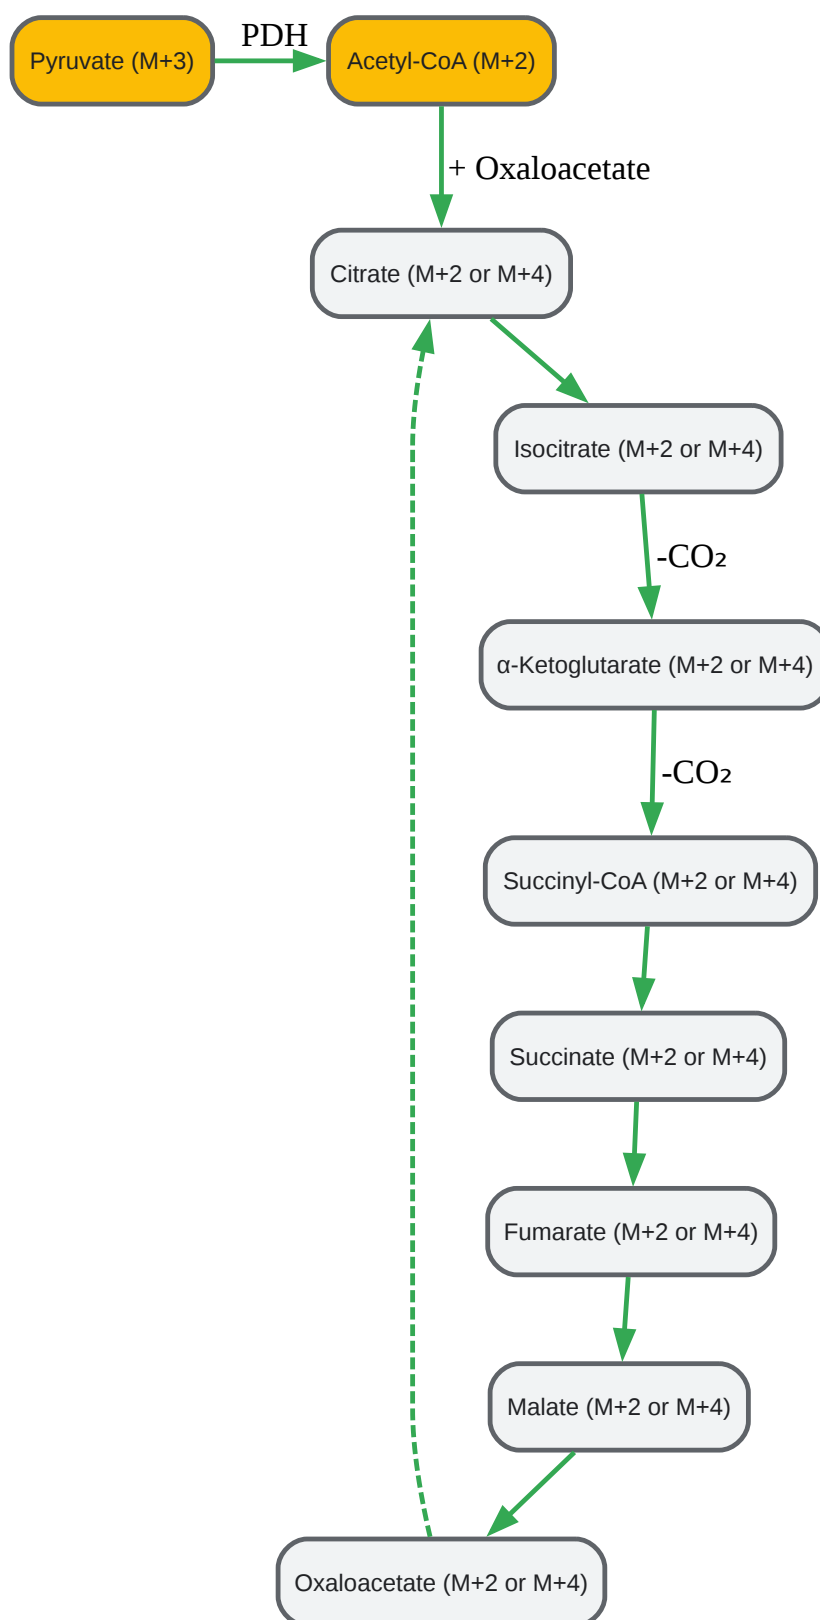 Pyruvate (M+3)
PDH
Acetyl-CoA (M+2)
+ Oxaloacetate
Citrate (M+2 or M+4)
Isocitrate (M+2 or M+4)
-CO₂
α-Ketoglutarate (M+2 or M+4)
-CO₂
Succinyl-CoA (M+2 or M+4)
Succinate (M+2 or M+4)
Fumarate (M+2 or M+4)
Malate (M+2 or M+4)
Oxaloacetate (M+2 or M+4)